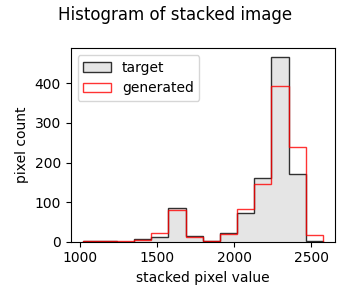 Histogram of stacked image
target
generated
pixel count
400
300
200
100
0
1000
1500
2000
2500
stacked pixel value